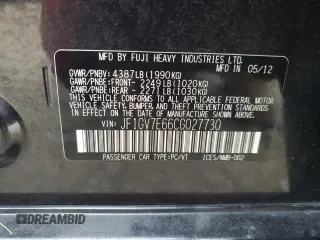 MFD BY FUJI HEAVY INDUSTRIES LTD.
MFD IN 05/12
GVWR/PNBV: 4387LB(1990KG)
GAWR/PNBE:FRONT- 2249LB(1020KG)
GAWR/PNBE:REAR - 2271LB(1030KG)
THIS VEHICLE CONFORMS TO ALL APPLICABLE FEDERAL MOTOR
VEHICLE SAFETY, BUMPER, AND THEFT PREVENTION
STANDARDS IN EFFECT ON THE DATE OF
MANUFACTURE SHOWN ABOVE.
VIN: JF1GV7E66CG027730
PASSENGER CAR TYPE:PC/VT ICES/NMB-002
© DREAMBID